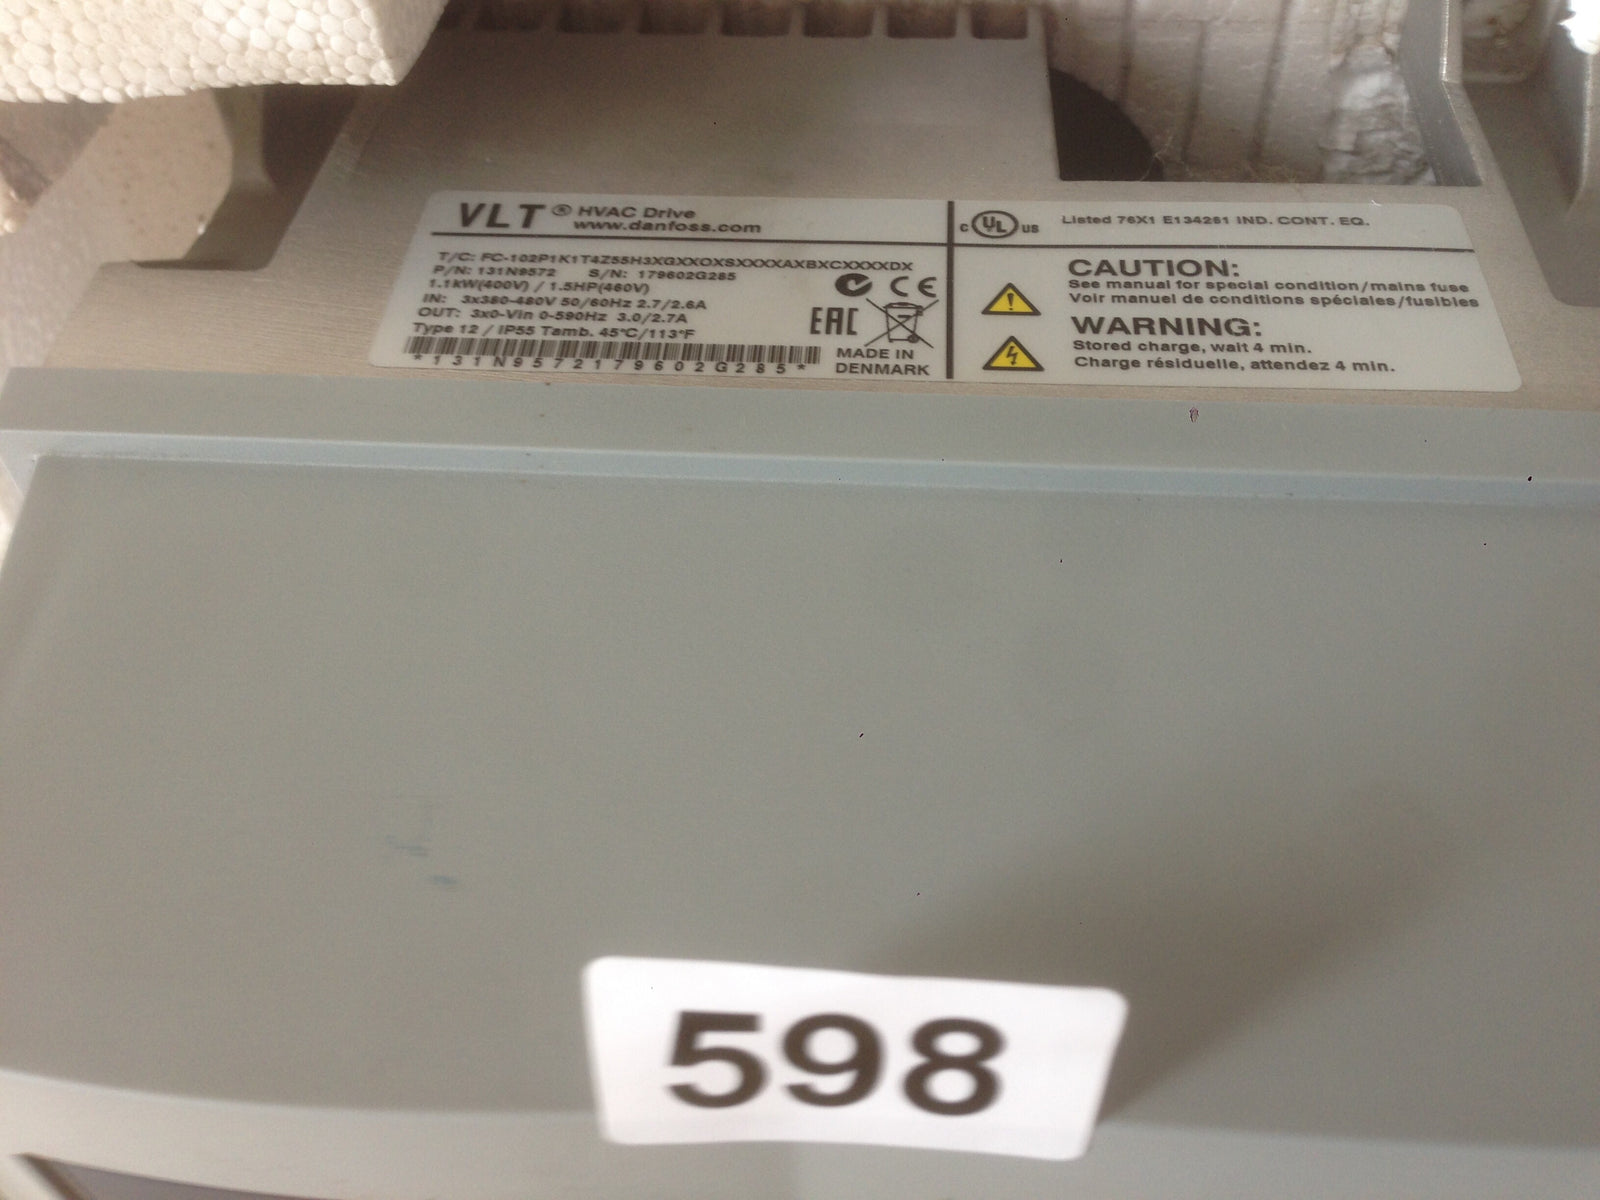 VLT® HVAC Drive
www.danfoss.com
T/C: FC-102P1K1T4Z55H3XGXXOXSXXXXAXBXCXXXXDX
P/N: 131N9572 S/N: 179602G285
1.1kW(400V) / 1.5HP(460V)
IN: 3x380-480V 50/60Hz 2.7/2.6A
OUT: 3x0-Vin 0-590Hz 3.0/2.7A
Type 12 / IP55 Tamb. 45°C/113°F
*131N9572179602G285*
CE
EAC
MADE IN
DENMARK
c UL us Listed 76X1 E134261 IND. CONT. EQ.
CAUTION:
See manual for special condition/mains fuse
Voir manuel de conditions spéciales/fusibles
WARNING:
Stored charge, wait 4 min.
Charge résiduelle, attendez 4 min.
598